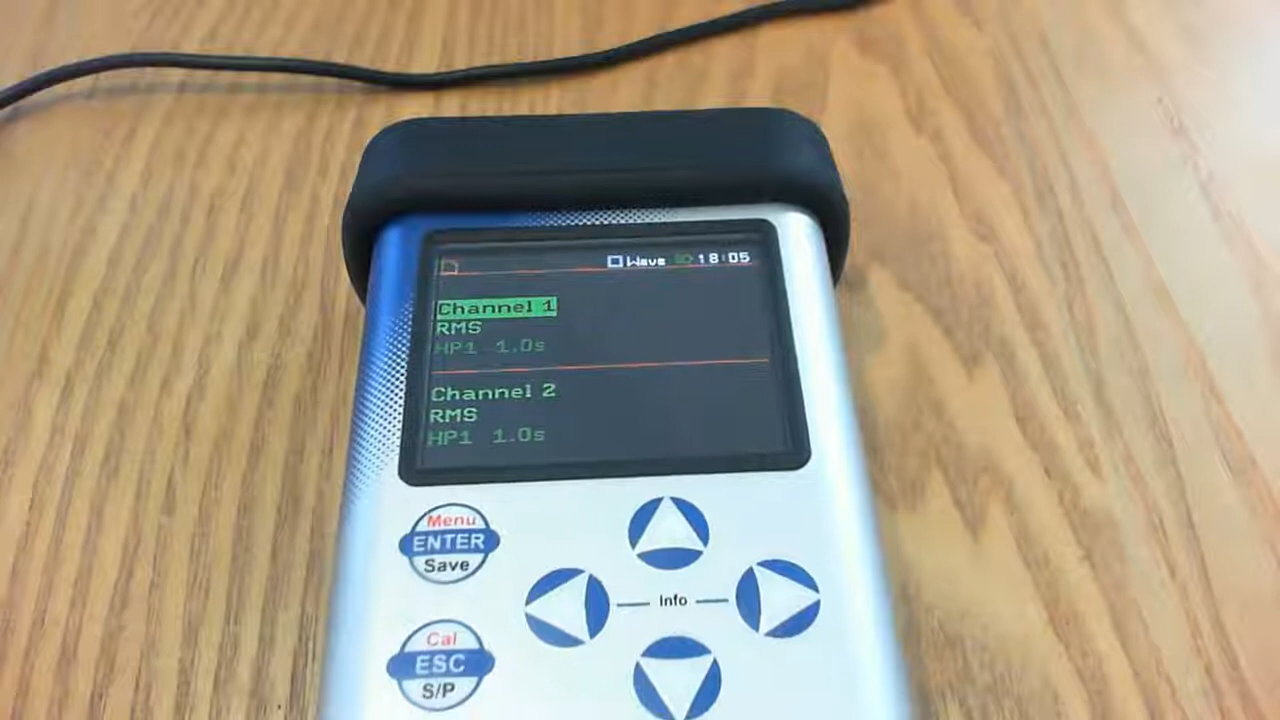 Wave 18:05
Channel 1
RMS
HP1 1.0s
Channel 2
RMS
HP1 1.0s
Menu
ENTER
Save
Info
Cal
ESC
S/P